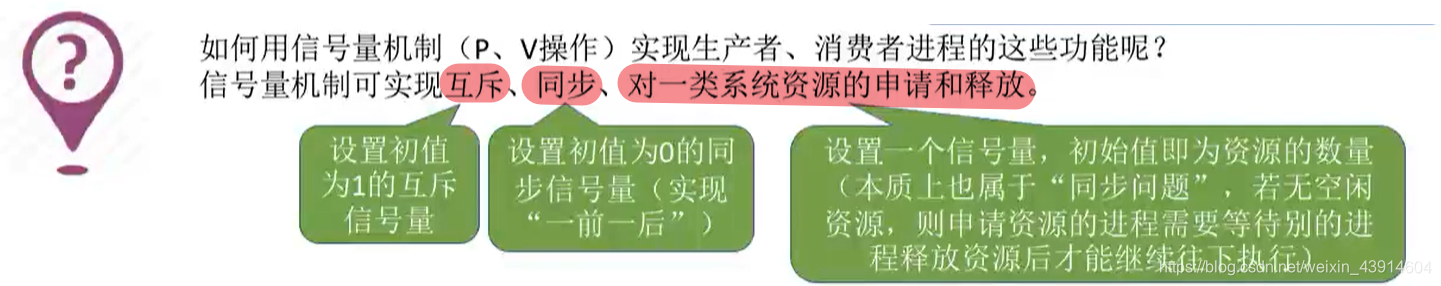 ?
如何用信号量机制（P、V操作）实现生产者、消费者进程的这些功能呢？
信号量机制可实现互斥、同步、对一类系统资源的申请和释放。
设置初值
为1的互斥
信号量
设置初值为0的同
步信号量（实现
“一前一后”）
设置一个信号量，初始值即为资源的数量
（本质上也属于“同步问题”，若无空闲
资源，则申请资源的进程需要等待别的进
程释放资源后才能继续往下执行）
https://blog.csdn.net/weixin_43914604